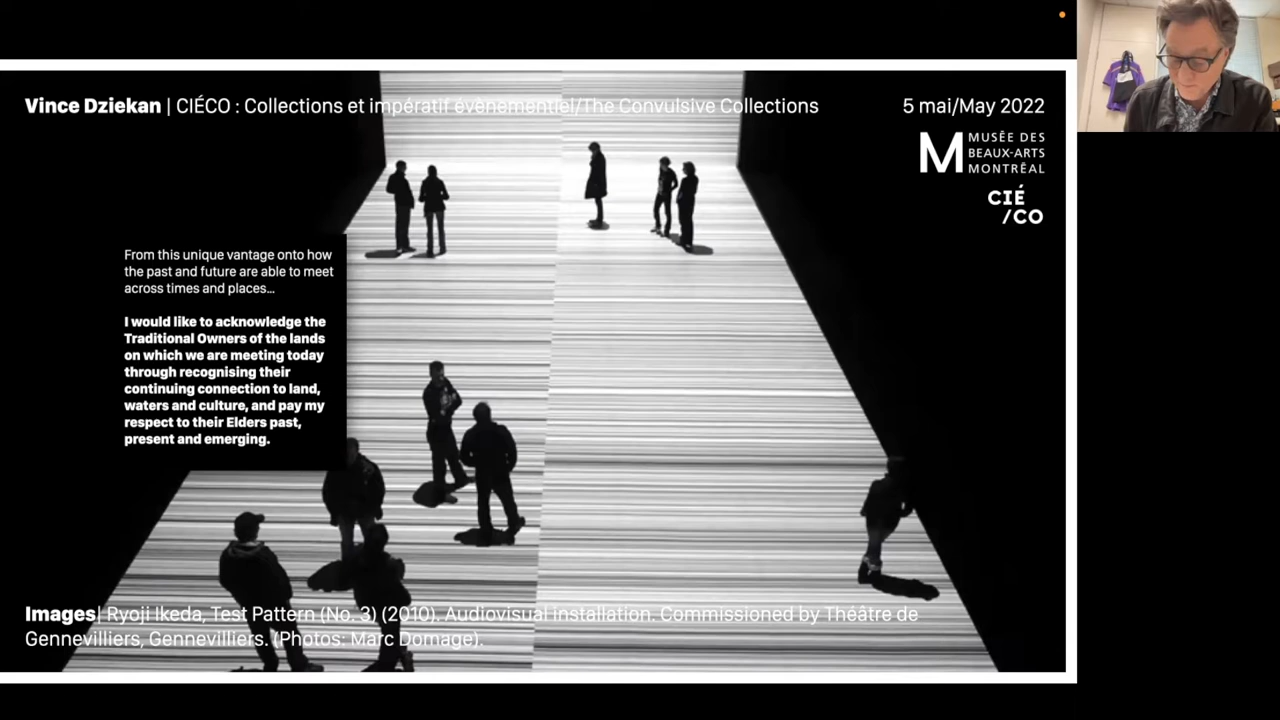 Vince Dziekan | CIÉCO : Collections et impératif évènementiel/The Convulsive Collections
5 mai/May 2022
M MUSÉE DES
BEAUX-ARTS
MONTRÉAL
CIÉ
/CO
From this unique vantage onto how
the past and future are able to meet
across times and places...
I would like to acknowledge the
Traditional Owners of the lands
on which we are meeting today
through recognising their
continuing connection to land,
waters and culture, and pay my
respect to their Elders past,
present and emerging.
Images| Ryoji Ikeda, Test Pattern (No. 3) (2010). Audiovisual installation. Commissioned by Théâtre de
Gennevilliers, Gennevilliers. (Photos: Marc Domage).